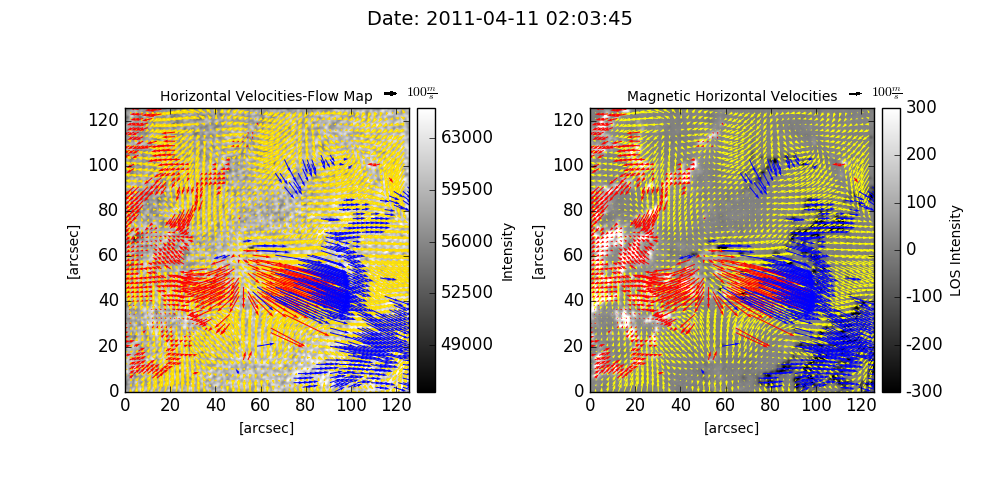 Date: 2011-04-11 02:03:45
Horizontal Velocities-Flow Map
100 m/s
120
100
80
60
40
20
0
0 20 40 60 80 100 120
[arcsec]
[arcsec]
63000
59500
56000
52500
49000
Intensity
Magnetic Horizontal Velocities
100 m/s
120
100
80
60
40
20
0
0 20 40 60 80 100 120
[arcsec]
[arcsec]
300
200
100
0
-100
-200
-300
LOS Intensity